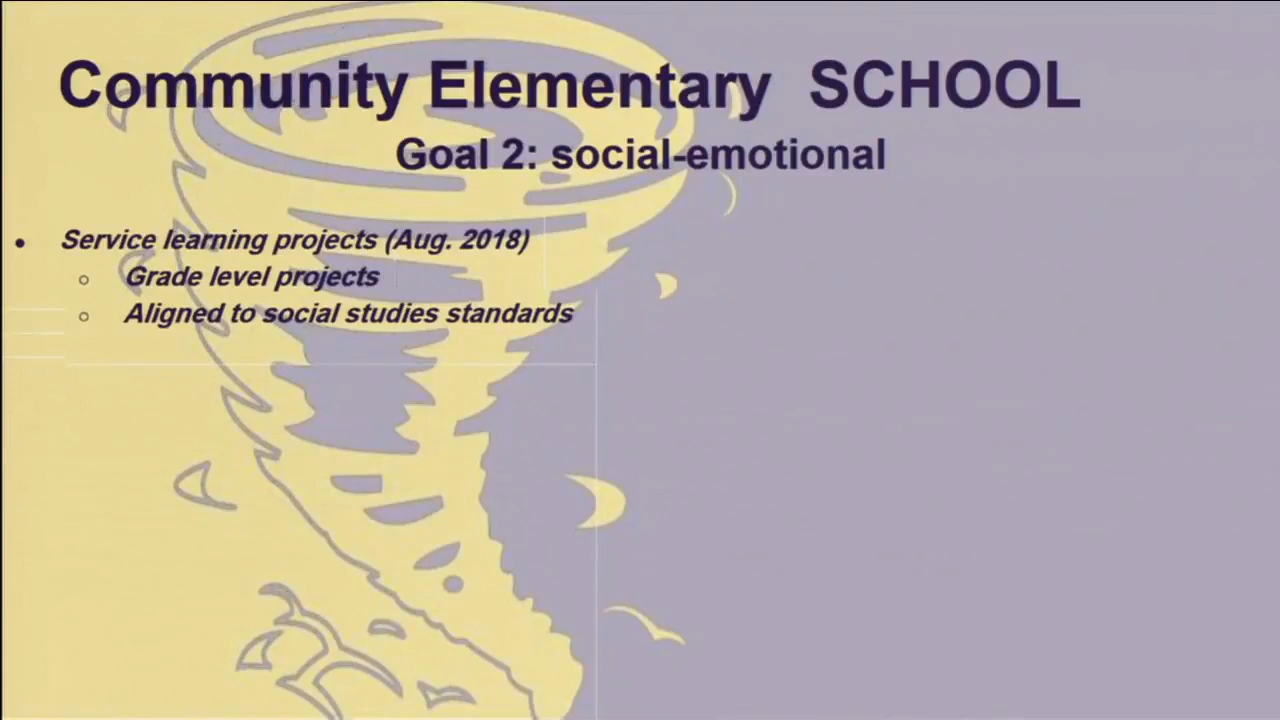 Community Elementary SCHOOL
Goal 2: social-emotional
● Service learning projects (Aug. 2018)
○ Grade level projects
○ Aligned to social studies standards